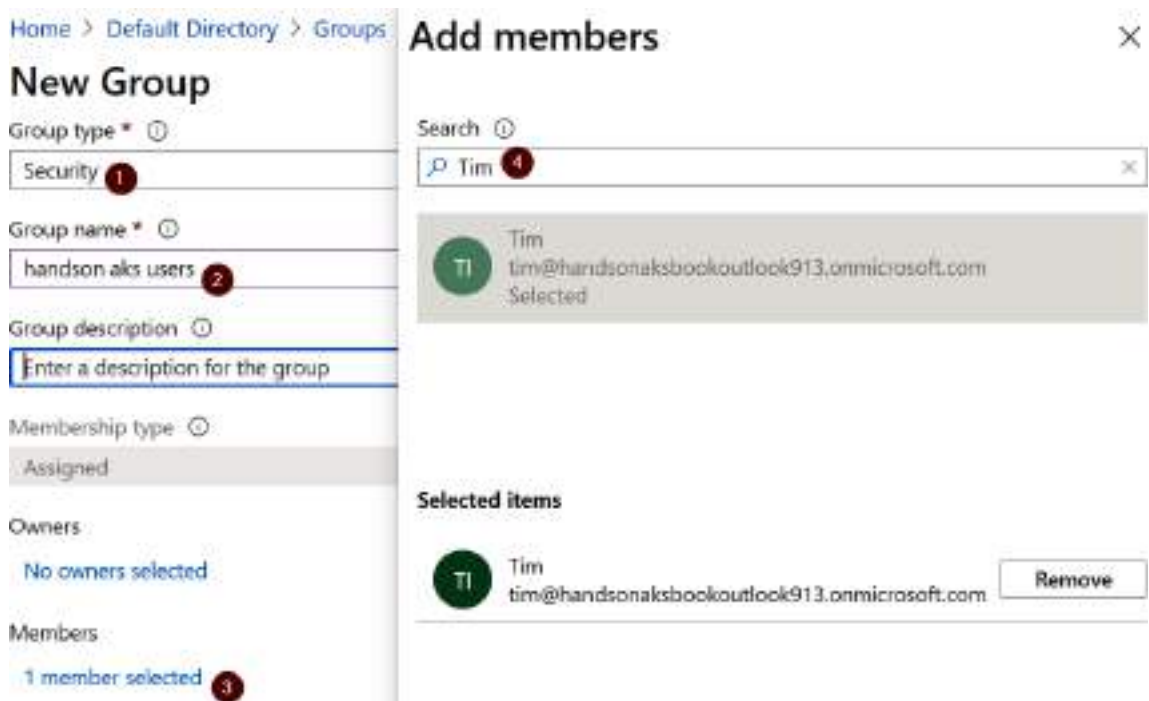 Home > Default Directory > Groups
New Group
Group type *
Security 1
Group name *
handson aks users 2
Group description
Enter a description for the group
Membership type
Assigned
Owners
No owners selected
Members
1 member selected 3
Add members
Search
Tim 4
TI
Tim
tim@handsonaksbookoutlook913.onmicrosoft.com
Selected
Selected items
TI
Tim
tim@handsonaksbookoutlook913.onmicrosoft.com
Remove